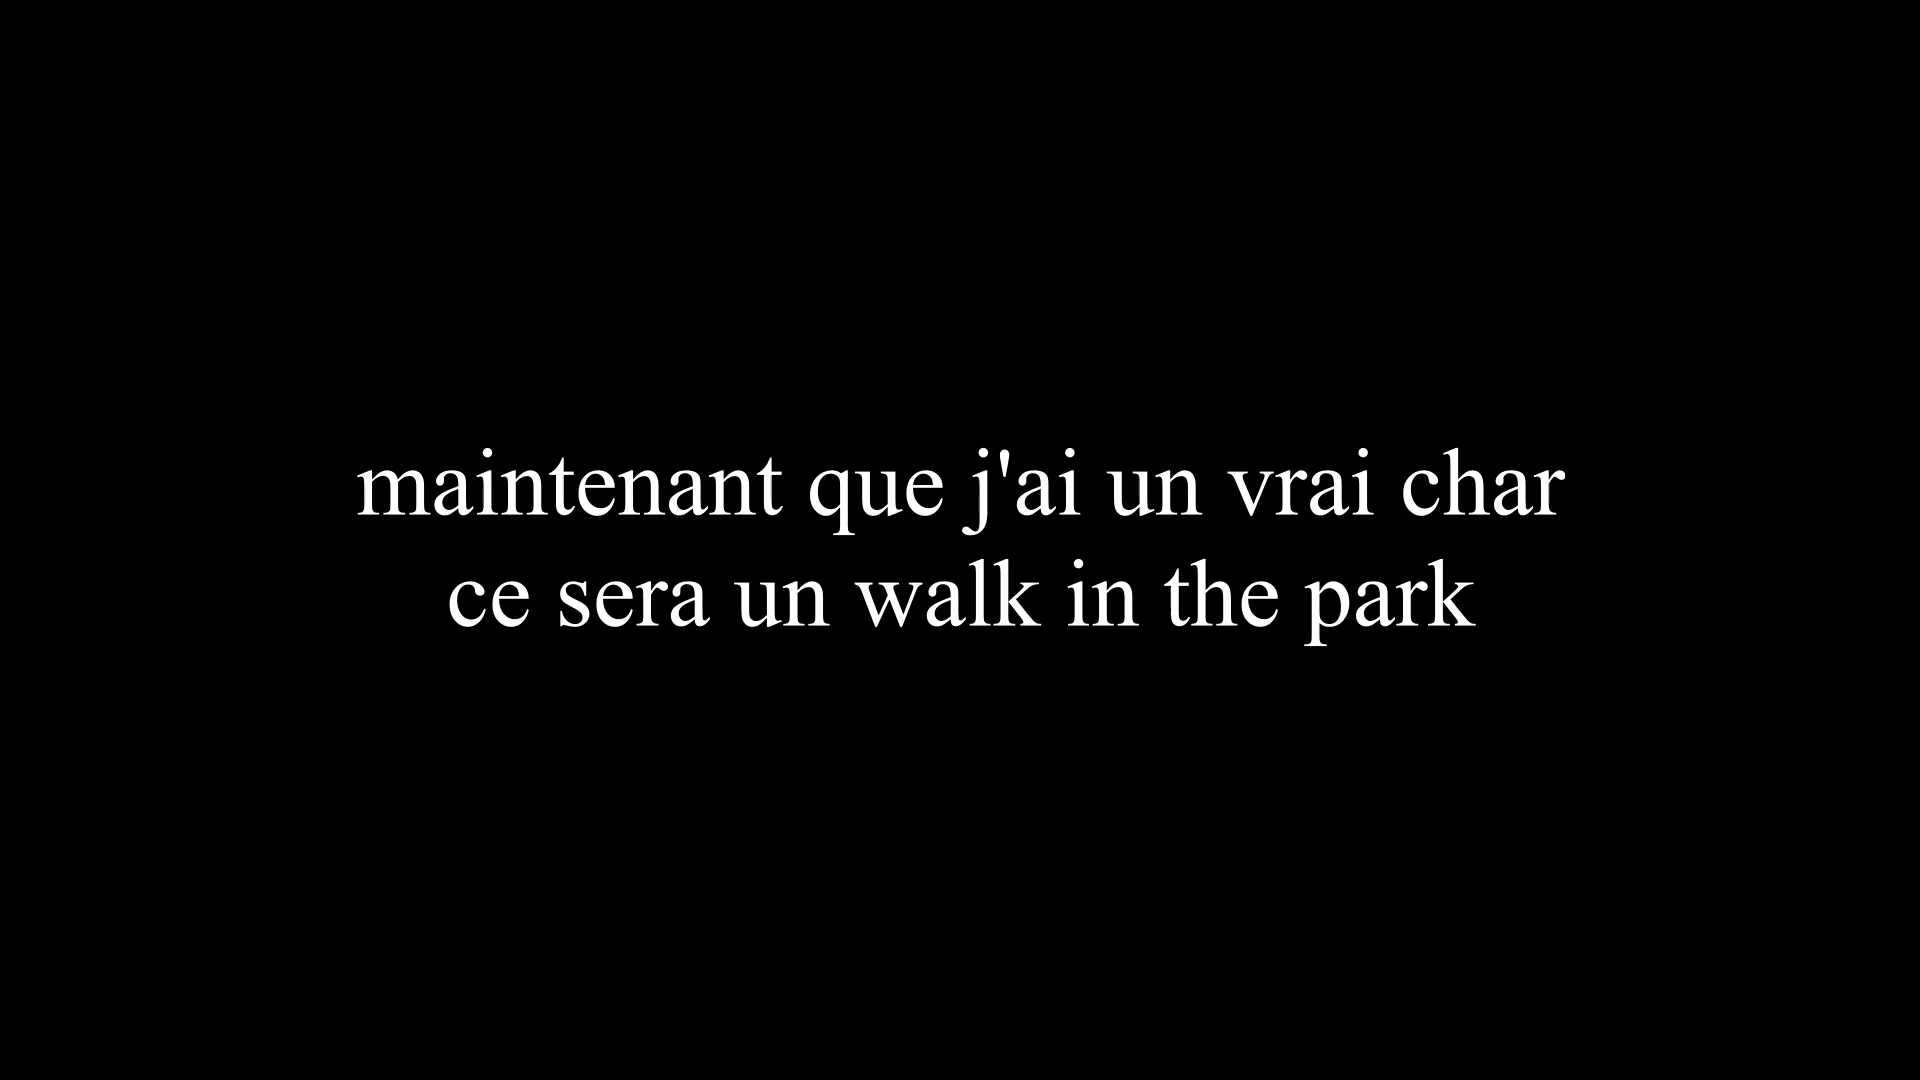 maintenant que j'ai un vrai char
ce sera un walk in the park